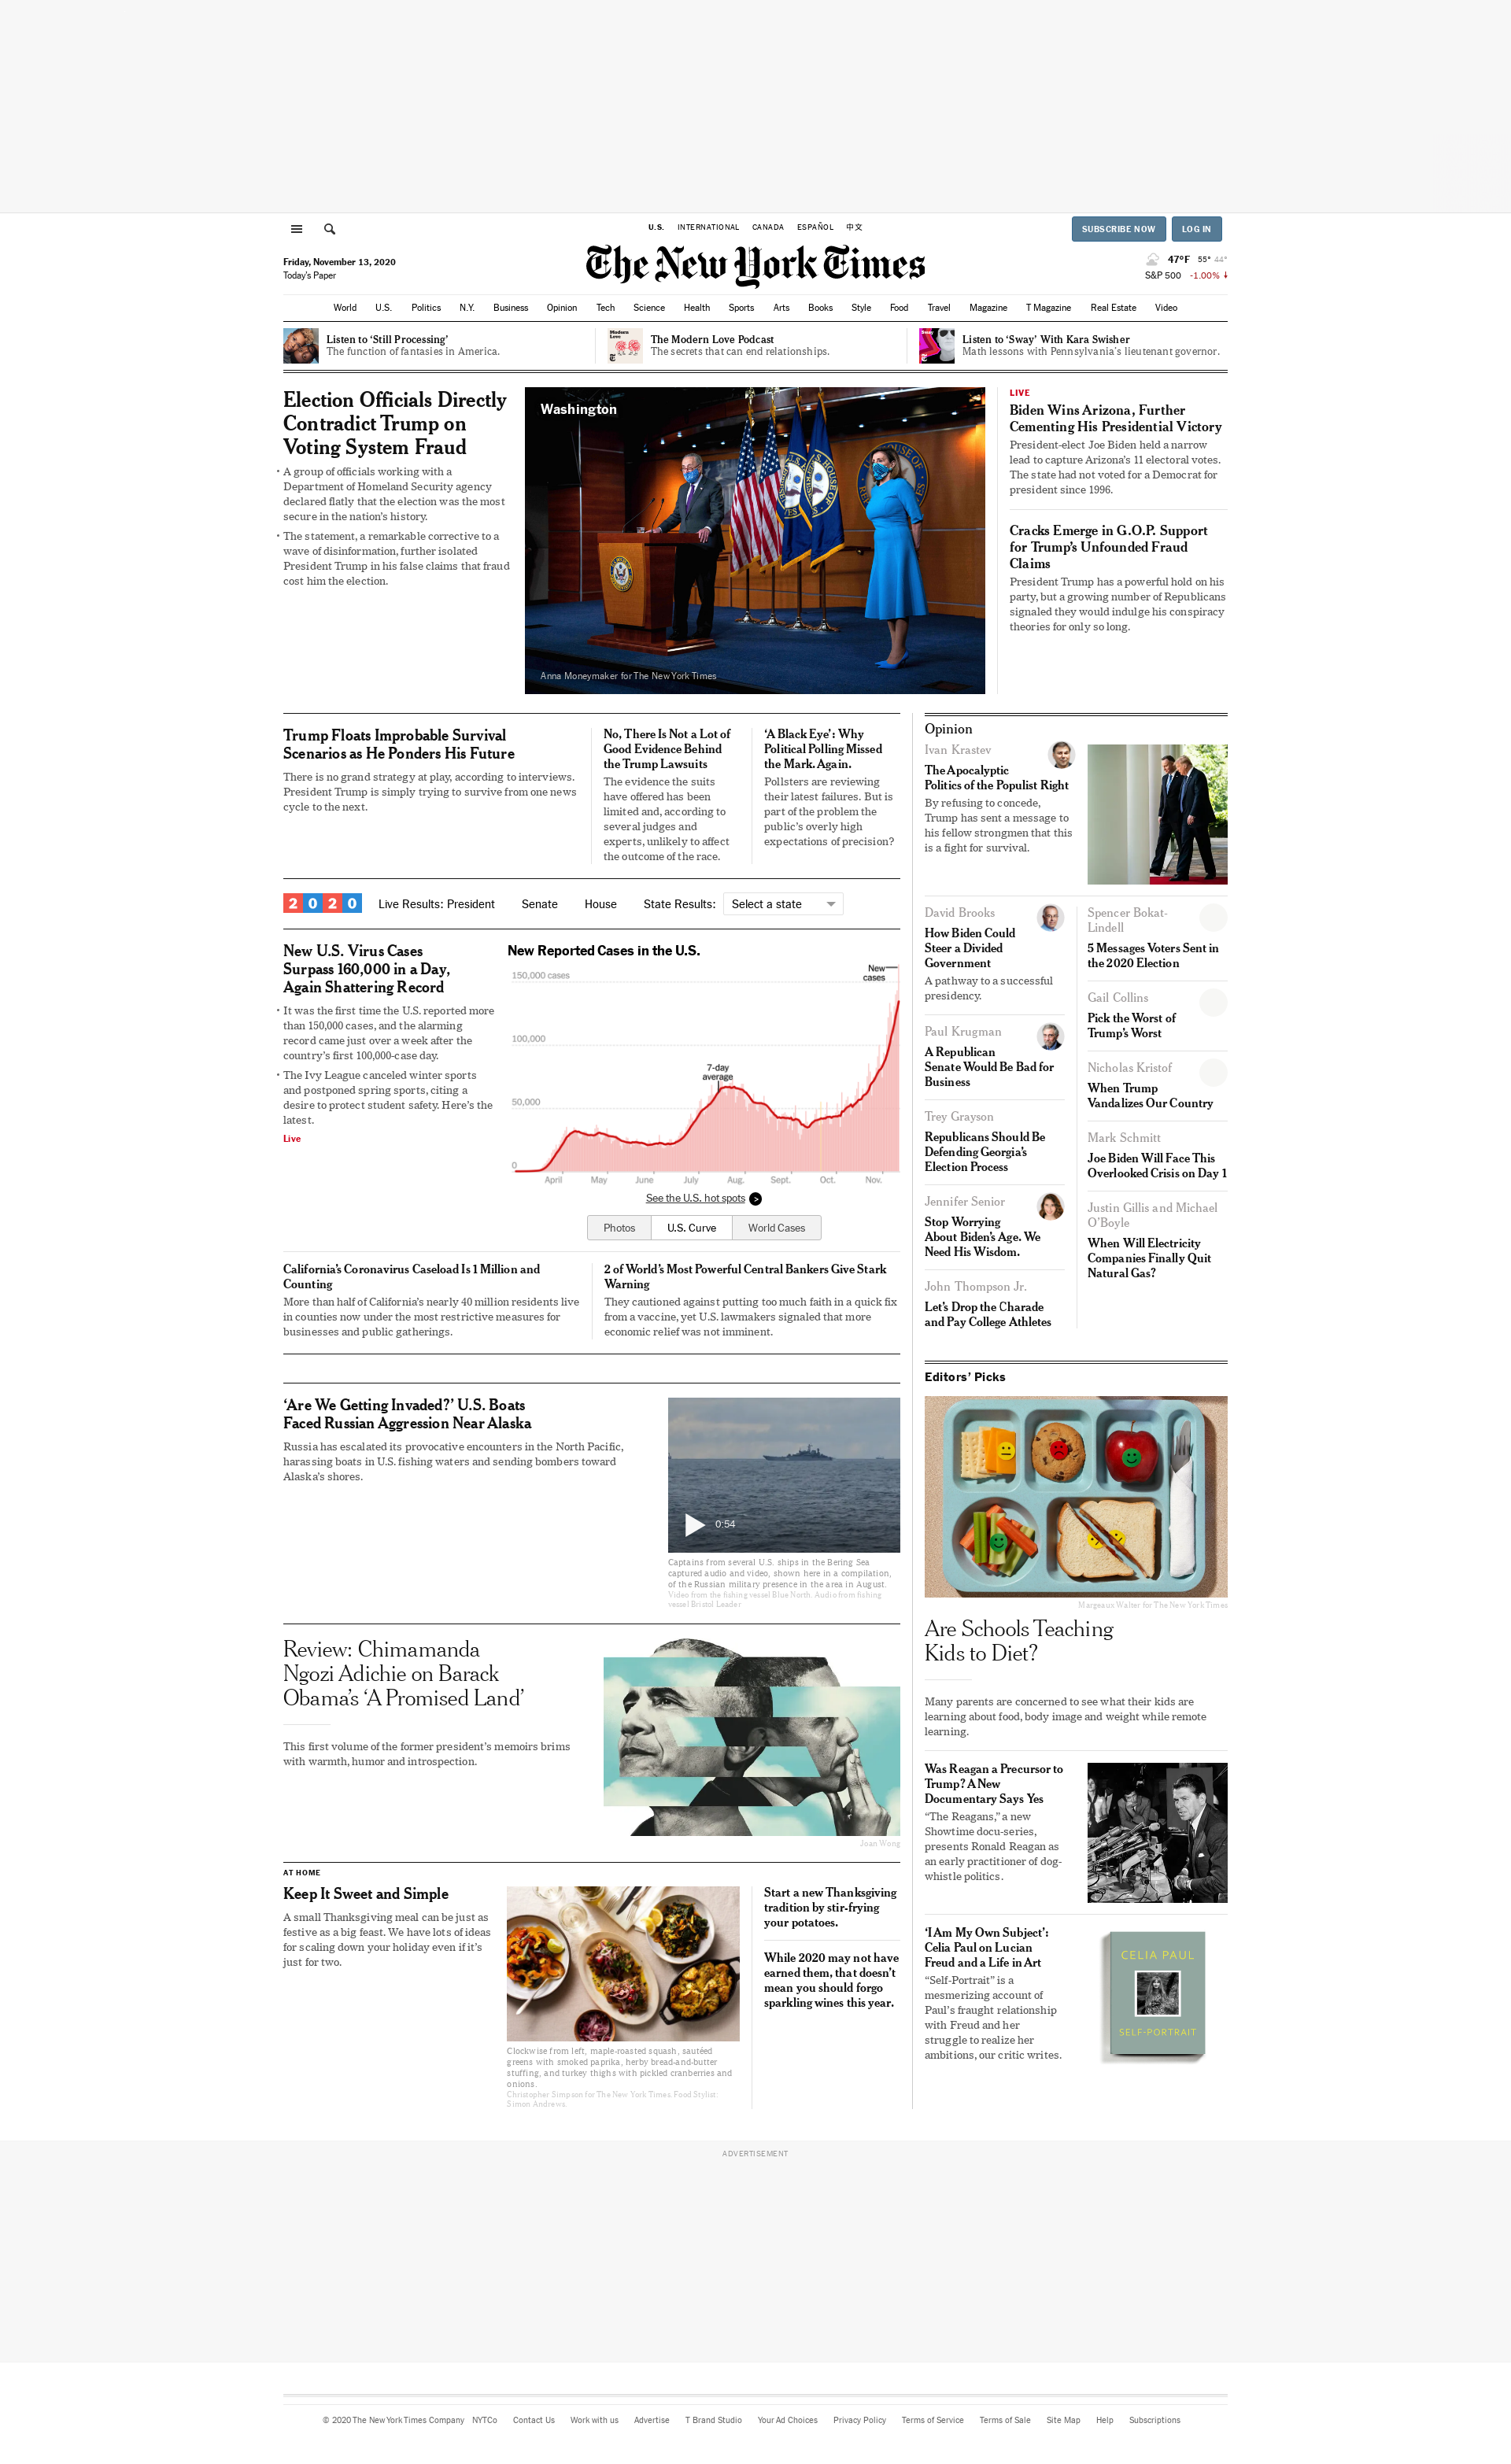 U.S. INTERNATIONAL CANADA ESPAÑOL 中文
SUBSCRIBE NOW LOG IN
The New York Times
Friday, November 13, 2020
Today's Paper
47°F 55° 44°
S&P 500 -1.00%
World U.S. Politics N.Y. Business Opinion Tech Science Health Sports Arts Books Style Food Travel Magazine T Magazine Real Estate Video
Listen to ‘Still Processing’
The function of fantasies in America.
Modern
Love
The Modern Love Podcast
The secrets that can end relationships.
Listen to ‘Sway’ With Kara Swisher
Math lessons with Pennsylvania’s lieutenant governor.
Election Officials Directly
Contradict Trump on
Voting System Fraud
• A group of officials working with a
Department of Homeland Security agency
declared flatly that the election was the most
secure in the nation’s history.
• The statement, a remarkable corrective to a
wave of disinformation, further isolated
President Trump in his false claims that fraud
cost him the election.
Washington
Anna Moneymaker for The New York Times
LIVE
Biden Wins Arizona, Further
Cementing His Presidential Victory
President-elect Joe Biden held a narrow
lead to capture Arizona’s 11 electoral votes.
The state had not voted for a Democrat for
president since 1996.
Cracks Emerge in G.O.P. Support
for Trump’s Unfounded Fraud
Claims
President Trump has a powerful hold on his
party, but a growing number of Republicans
signaled they would indulge his conspiracy
theories for only so long.
Trump Floats Improbable Survival
Scenarios as He Ponders His Future
There is no grand strategy at play, according to interviews.
President Trump is simply trying to survive from one news
cycle to the next.
No, There Is Not a Lot of
Good Evidence Behind
the Trump Lawsuits
The evidence the suits
have offered has been
limited and, according to
several judges and
experts, unlikely to affect
the outcome of the race.
‘A Black Eye’: Why
Political Polling Missed
the Mark. Again.
Pollsters are reviewing
their latest failures. But is
part of the problem the
public’s overly high
expectations of precision?
2020
Live Results: President Senate House State Results: Select a state
New U.S. Virus Cases
Surpass 160,000 in a Day,
Again Shattering Record
• It was the first time the U.S. reported more
than 150,000 cases, and the alarming
record came just over a week after the
country’s first 100,000-case day.
• The Ivy League canceled winter sports
and postponed spring sports, citing a
desire to protect student safety. Here’s the
latest.
Live
New Reported Cases in the U.S.
150,000 cases
New
cases
100,000
7-day
average
50,000
0
April May June July Aug. Sept. Oct. Nov.
See the U.S. hot spots >
Photos U.S. Curve World Cases
California’s Coronavirus Caseload Is 1 Million and
Counting
More than half of California’s nearly 40 million residents live
in counties now under the most restrictive measures for
businesses and public gatherings.
2 of World’s Most Powerful Central Bankers Give Stark
Warning
They cautioned against putting too much faith in a quick fix
from a vaccine, yet U.S. lawmakers signaled that more
economic relief was not imminent.
‘Are We Getting Invaded?’ U.S. Boats
Faced Russian Aggression Near Alaska
Russia has escalated its provocative encounters in the North Pacific,
harassing boats in U.S. fishing waters and sending bombers toward
Alaska’s shores.
0:54
Captains from several U.S. ships in the Bering Sea
captured audio and video, shown here in a compilation,
of the Russian military presence in the area in August.
Video from the fishing vessel Blue North. Audio from fishing
vessel Bristol Leader.
Review: Chimamanda
Ngozi Adichie on Barack
Obama’s ‘A Promised Land’
This first volume of the former president’s memoirs brims
with warmth, humor and introspection.
Joan Wong
AT HOME
Keep It Sweet and Simple
A small Thanksgiving meal can be just as
festive as a big feast. We have lots of ideas
for scaling down your holiday even if it’s
just for two.
Clockwise from left, maple-roasted squash, sautéed
greens with smoked paprika, herby bread-and-butter
stuffing, and turkey thighs with pickled cranberries and
onions.
Christopher Simpson for The New York Times. Food Stylist:
Simon Andrews.
Start a new Thanksgiving
tradition by stir-frying
your potatoes.
While 2020 may not have
earned them, that doesn’t
mean you should forgo
sparkling wines this year.
Opinion
Ivan Krastev
The Apocalyptic
Politics of the Populist Right
By refusing to concede,
Trump has sent a message to
his fellow strongmen that this
is a fight for survival.
David Brooks
How Biden Could
Steer a Divided
Government
A pathway to a successful
presidency.
Paul Krugman
A Republican
Senate Would Be Bad for
Business
Trey Grayson
Republicans Should Be
Defending Georgia’s
Election Process
Jennifer Senior
Stop Worrying
About Biden’s Age. We
Need His Wisdom.
John Thompson Jr.
Let’s Drop the Charade
and Pay College Athletes
Spencer Bokat-
Lindell
5 Messages Voters Sent in
the 2020 Election
Gail Collins
Pick the Worst of
Trump’s Worst
Nicholas Kristof
When Trump
Vandalizes Our Country
Mark Schmitt
Joe Biden Will Face This
Overlooked Crisis on Day 1
Justin Gillis and Michael
O’Boyle
When Will Electricity
Companies Finally Quit
Natural Gas?
Editors’ Picks
Margeaux Walter for The New York Times
Are Schools Teaching
Kids to Diet?
Many parents are concerned to see what their kids are
learning about food, body image and weight while remote
learning.
Was Reagan a Precursor to
Trump? A New
Documentary Says Yes
“The Reagans,” a new
Showtime docu-series,
presents Ronald Reagan as
an early practitioner of dog-
whistle politics.
‘I Am My Own Subject’:
Celia Paul on Lucian
Freud and a Life in Art
“Self-Portrait” is a
mesmerizing account of
Paul’s fraught relationship
with Freud and her
struggle to realize her
ambitions, our critic writes.
CELIA PAUL
SELF-PORTRAIT
ADVERTISEMENT
© 2020 The New York Times Company NYTCo Contact Us Work with us Advertise T Brand Studio Your Ad Choices Privacy Policy Terms of Service Terms of Sale Site Map Help Subscriptions